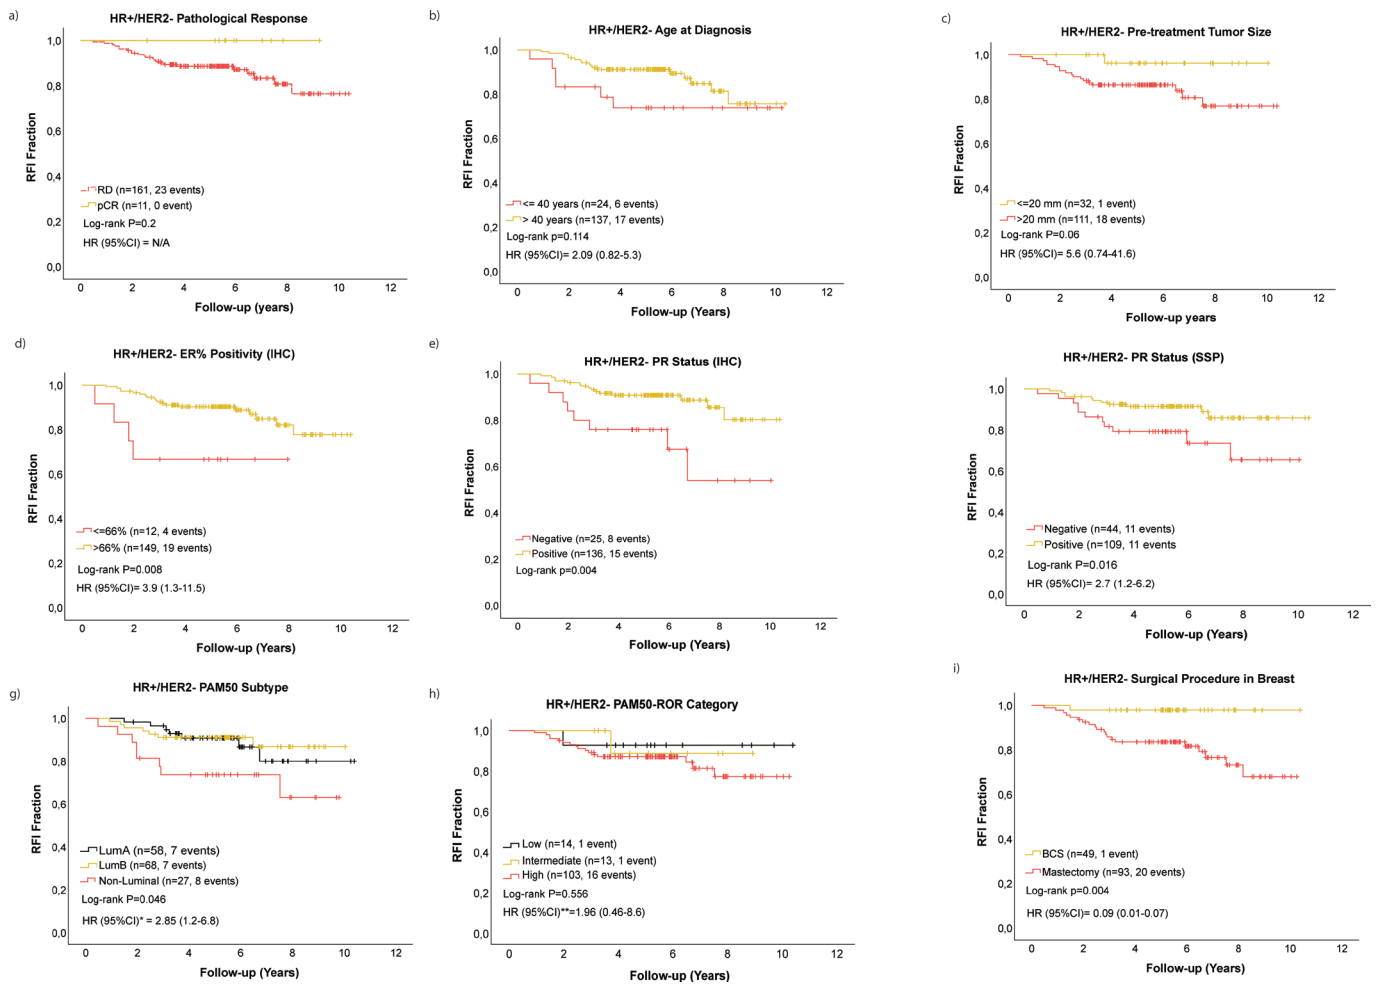 a)
HR+/HER2- Pathological Response
1,0
0,8
0,6
0,4
0,2
0,0
RFI Fraction
RD (n=161, 23 events)
pCR (n=11, 0 event)
Log-rank P=0.2
HR (95%CI) = N/A
0 2 4 6 8 10 12
Follow-up (years)
b)
HR+/HER2- Age at Diagnosis
1,0
0,8
0,6
0,4
0,2
0,0
RFI Fraction
<= 40 years (n=24, 6 events)
> 40 years (n=137, 17 events)
Log-rank p=0.114
HR (95%CI)= 2.09 (0.82-5.3)
0 2 4 6 8 10 12
Follow-up (Years)
c)
HR+/HER2- Pre-treatment Tumor Size
1,0
0,8
0,6
0,4
0,2
0,0
RFI Fraction
<=20 mm (n=32, 1 event)
>20 mm (n=111, 18 events)
Log-rank P=0.06
HR (95%CI)= 5.6 (0.74-41.6)
0 2 4 6 8 10 12
Follow-up years
d)
HR+/HER2- ER% Positivity (IHC)
1,0
0,8
0,6
0,4
0,2
0,0
RFI Fraction
<=66% (n=12, 4 events)
>66% (n=149, 19 events)
Log-rank P=0.008
HR (95%CI)= 3.9 (1.3-11.5)
0 2 4 6 8 10 12
Follow-up (Years)
e)
HR+/HER2- PR Status (IHC)
1,0
0,8
0,6
0,4
0,2
0,0
RFI Fraction
Negative (n=25, 8 events)
Positive (n=136, 15 events)
Log-rank p=0.004
0 2 4 6 8 10 12
Follow-up (Years)
HR+/HER2- PR Status (SSP)
1,0
0,8
0,6
0,4
0,2
0,0
RFI Fraction
Negative (n=44, 11 events)
Positive (n=109, 11 events
Log-rank P=0.016
HR (95%CI)= 2.7 (1.2-6.2)
0 2 4 6 8 10 12
Follow-up (Years)
g)
HR+/HER2- PAM50 Subtype
1,0
0,8
0,6
0,4
0,2
0,0
RFI Fraction
LumA (n=58, 7 events)
LumB (n=68, 7 events)
Non-Luminal (n=27, 8 events)
Log-rank P=0.046
HR (95%CI)* = 2.85 (1.2-6.8)
0 2 4 6 8 10 12
Follow-up (Years)
h)
HR+/HER2- PAM50-ROR Category
1,0
0,8
0,6
0,4
0,2
0,0
RFI Fraction
Low (n=14, 1 event)
Intermediate (n=13, 1 event)
High (n=103, 16 events)
Log-rank P=0.556
HR (95%CI)**=1.96 (0.46-8.6)
0 2 4 6 8 10 12
Follow-up (Years)
i)
HR+/HER2- Surgical Procedure in Breast
1,0
0,8
0,6
0,4
0,2
0,0
RFI Fraction
BCS (n=49, 1 event)
Mastectomy (n=93, 20 events)
Log-rank p=0.004
HR (95%CI)= 0.09 (0.01-0.07)
0 2 4 6 8 10 12
Follow-up (Years)